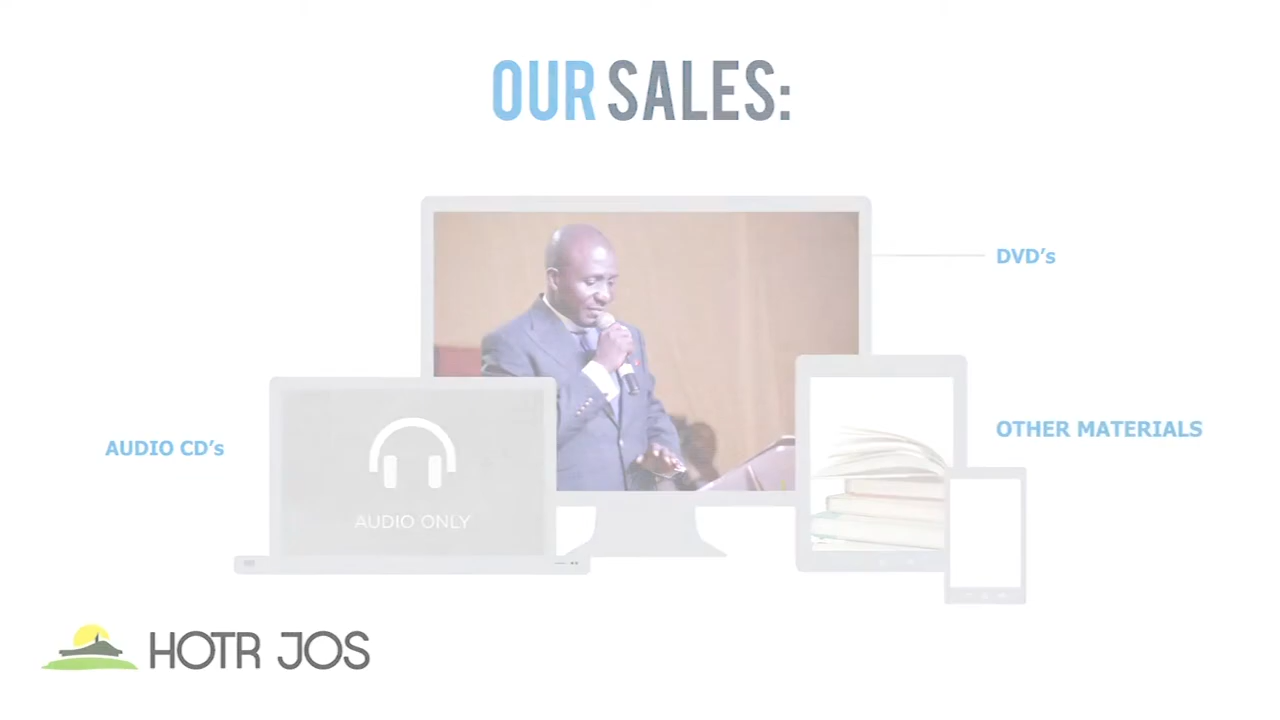 OUR SALES:
DVD's
OTHER MATERIALS
AUDIO CD's
AUDIO ONLY
HOTR JOS